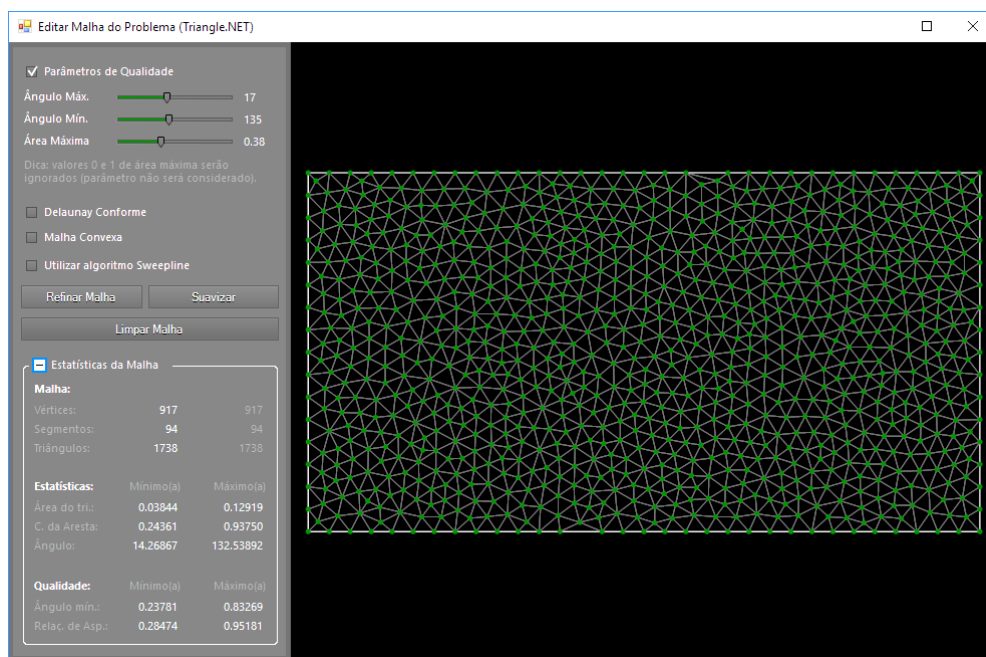 Editar Malha do Problema (Triangle.NET)
Parâmetros de Qualidade
Ângulo Máx. 17
Ângulo Mín. 135
Área Máxima 0.38
Dica: valores 0 e 1 de área máxima serão
ignorados (parâmetro não será considerado).
Delaunay Conforme
Malha Convexa
Utilizar algoritmo Sweepline
Refinar Malha Suavizar
Limpar Malha
Estatísticas da Malha
Malha:
Vértices: 917 917
Segmentos: 94 94
Triângulos: 1738 1738
Estatísticas: Mínimo(a) Máximo(a)
Área do tri.: 0.03844 0.12919
C. da Aresta: 0.24361 0.93750
Ângulo: 14.26867 132.53892
Qualidade: Mínimo(a) Máximo(a)
Ângulo mín.: 0.23781 0.83269
Relaç. de Asp.: 0.28474 0.95181